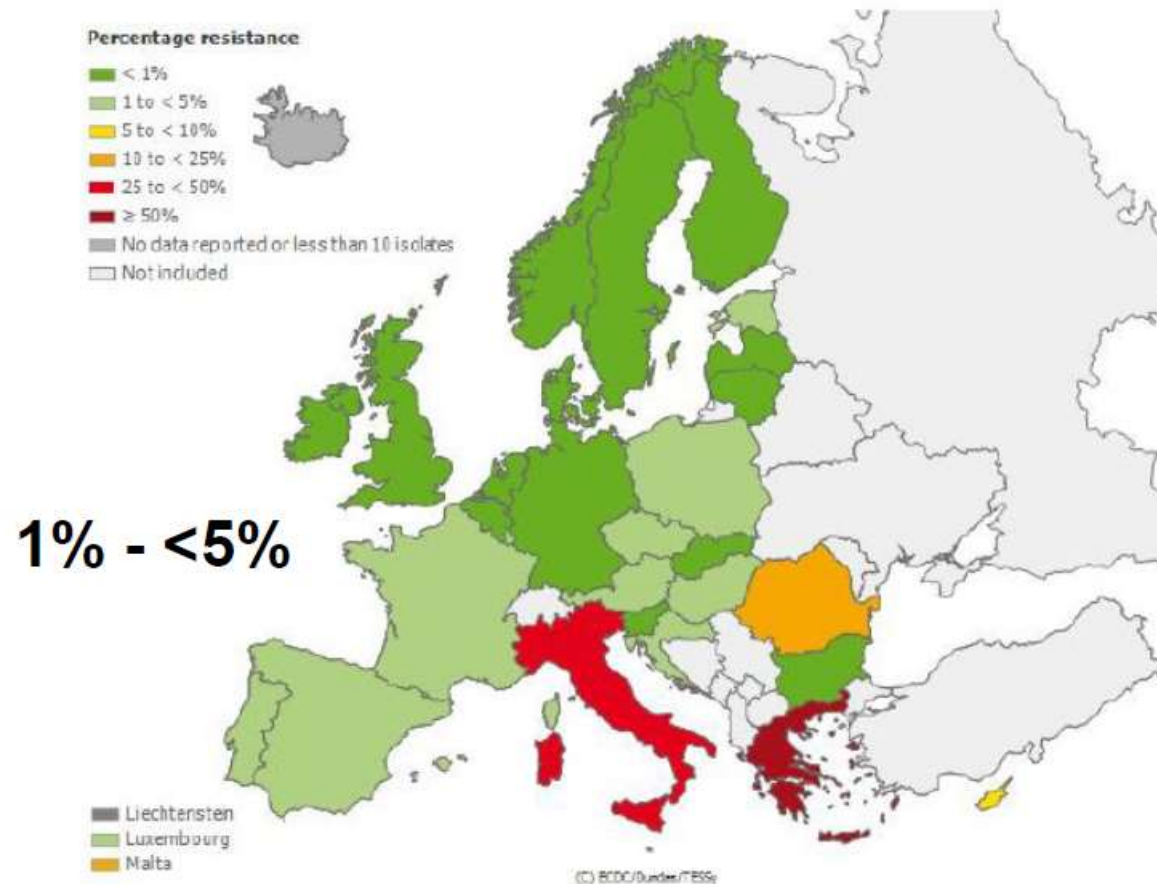 Percentage resistance
< 1%
1 to < 5%
5 to < 10%
10 to < 25%
25 to < 50%
≥ 50%
No data reported or less than 10 isolates
Not included
1% - <5%
Liechtenstein
Luxembourg
Malta
(C) ECDC/Dundas/TESSy